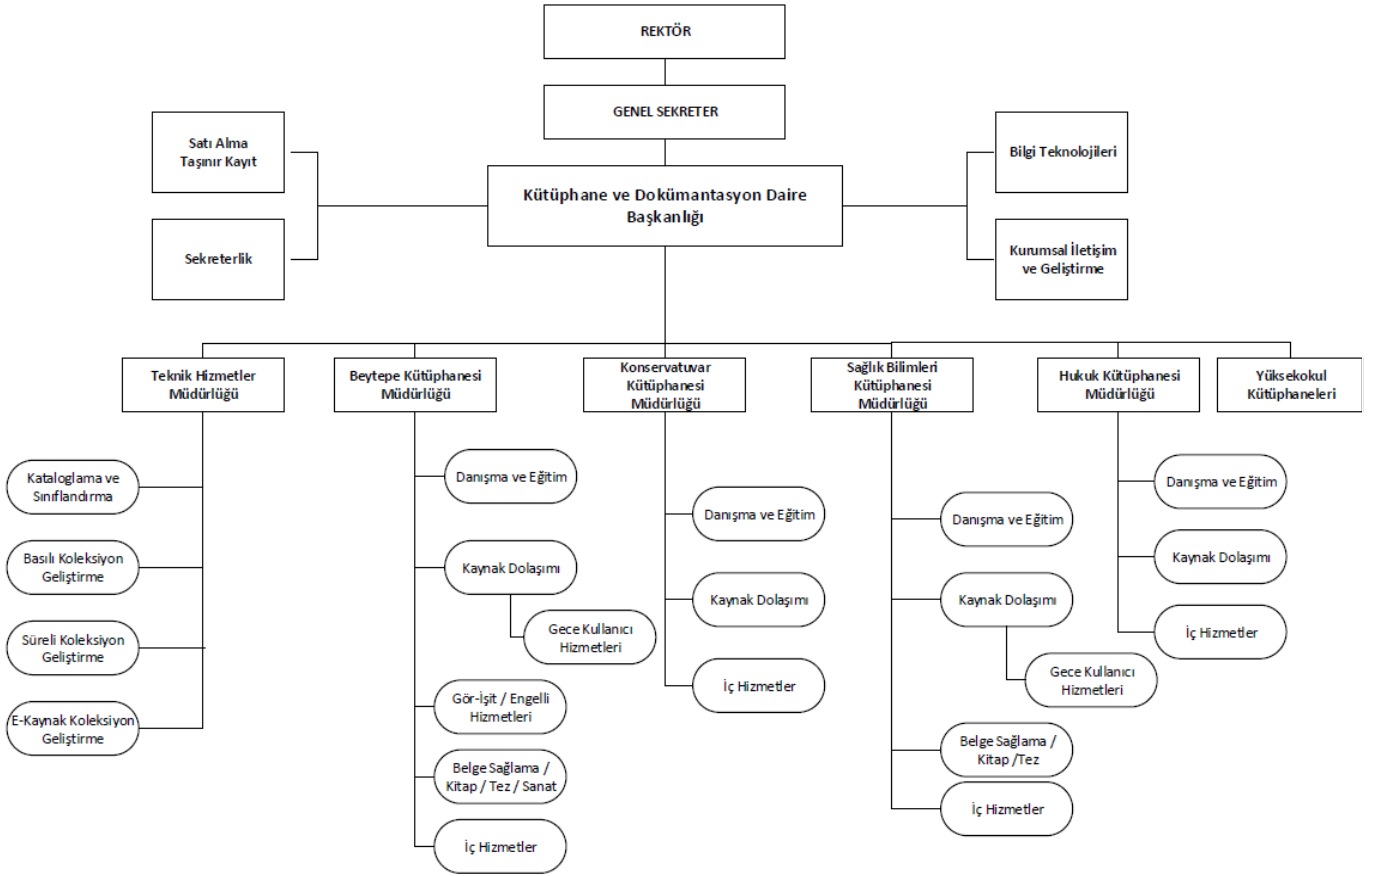 REKTÖR
GENEL SEKRETER
Satı Alma
Taşınır Kayıt
Bilgi Teknolojileri
Kütüphane ve Dokümantasyon Daire
Başkanlığı
Sekreterlik
Kurumsal İletişim
ve Geliştirme
Teknik Hizmetler
Müdürlüğü
Beytepe Kütüphanesi
Müdürlüğü
Konservatuvar
Kütüphanesi
Müdürlüğü
Sağlık Bilimleri
Kütüphanesi
Müdürlüğü
Hukuk Kütüphanesi
Müdürlüğü
Yüksekokul
Kütüphaneleri
Kataloglama ve
Sınıflandırma
Basılı Koleksiyon
Geliştirme
Süreli Koleksiyon
Geliştirme
E-Kaynak Koleksiyon
Geliştirme
Danışma ve Eğitim
Kaynak Dolaşımı
Gece Kullanıcı
Hizmetleri
Gör-İşit / Engelli
Hizmetleri
Belge Sağlama /
Kitap / Tez / Sanat
İç Hizmetler
Danışma ve Eğitim
Kaynak Dolaşımı
İç Hizmetler
Danışma ve Eğitim
Kaynak Dolaşımı
Gece Kullanıcı
Hizmetleri
Belge Sağlama /
Kitap /Tez
İç Hizmetler
Danışma ve Eğitim
Kaynak Dolaşımı
İç Hizmetler